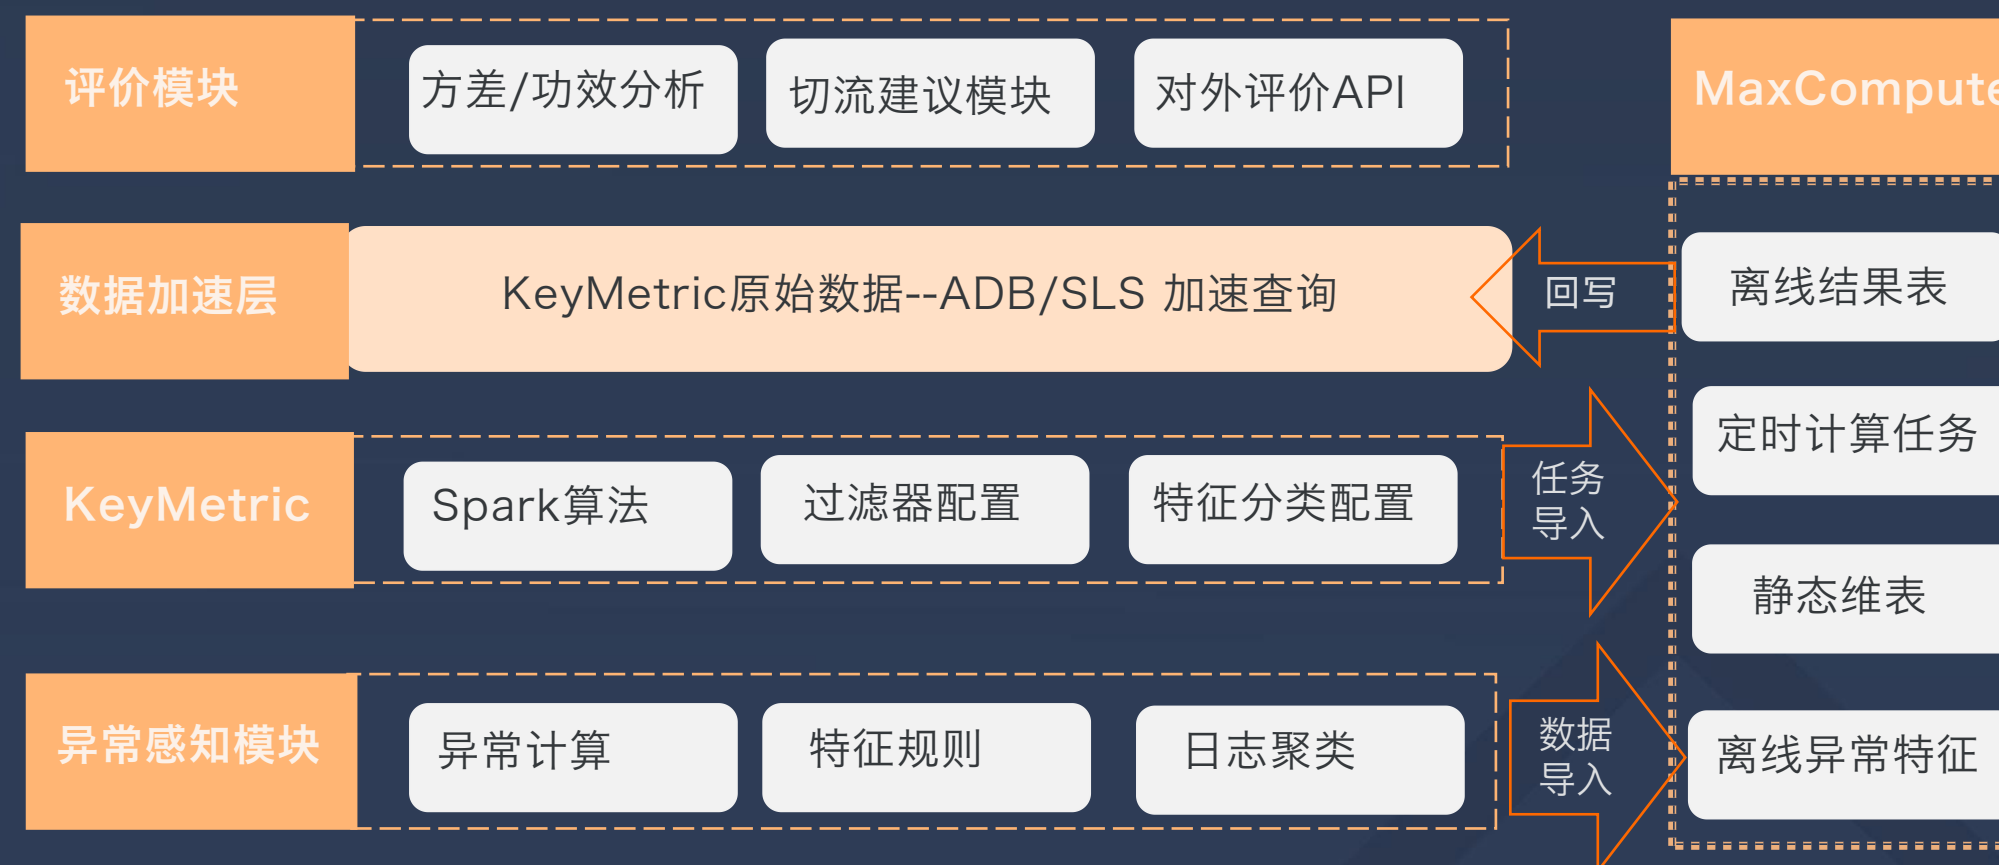 评价模块
方差/功效分析
切流建议模块
对外评价API
MaxCompute
数据加速层
KeyMetric原始数据--ADB/SLS 加速查询
回写
离线结果表
KeyMetric
Spark算法
过滤器配置
特征分类配置
任务
导入
定时计算任务
静态维表
异常感知模块
异常计算
特征规则
日志聚类
数据
导入
离线异常特征